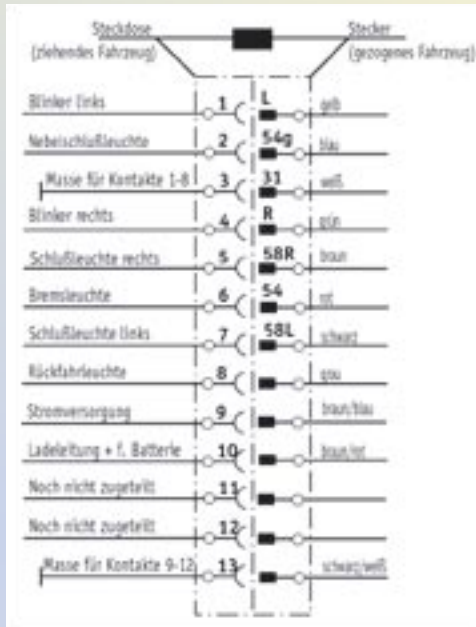 Steckdose Stecker
(ziehendes Fahrzeug) (gezogenes Fahrzeug)
Blinker links 1 L gelb
Nebelschlußleuchte 2 54g blau
Masse für Kontakte 1-8 3 31 weiß
Blinker rechts 4 R grün
Schlußleuchte rechts 5 58R braun
Bremsleuchte 6 54 rot
Schlußleuchte links 7 58L schwarz
Rückfahrleuchte 8 grau
Stromversorgung 9 braun/blau
Ladeleitung + f. Batterie 10 braun/rot
Noch nicht zugeteilt 11
Noch nicht zugeteilt 12
Masse für Kontakte 9-12 13 schwarz/weiß